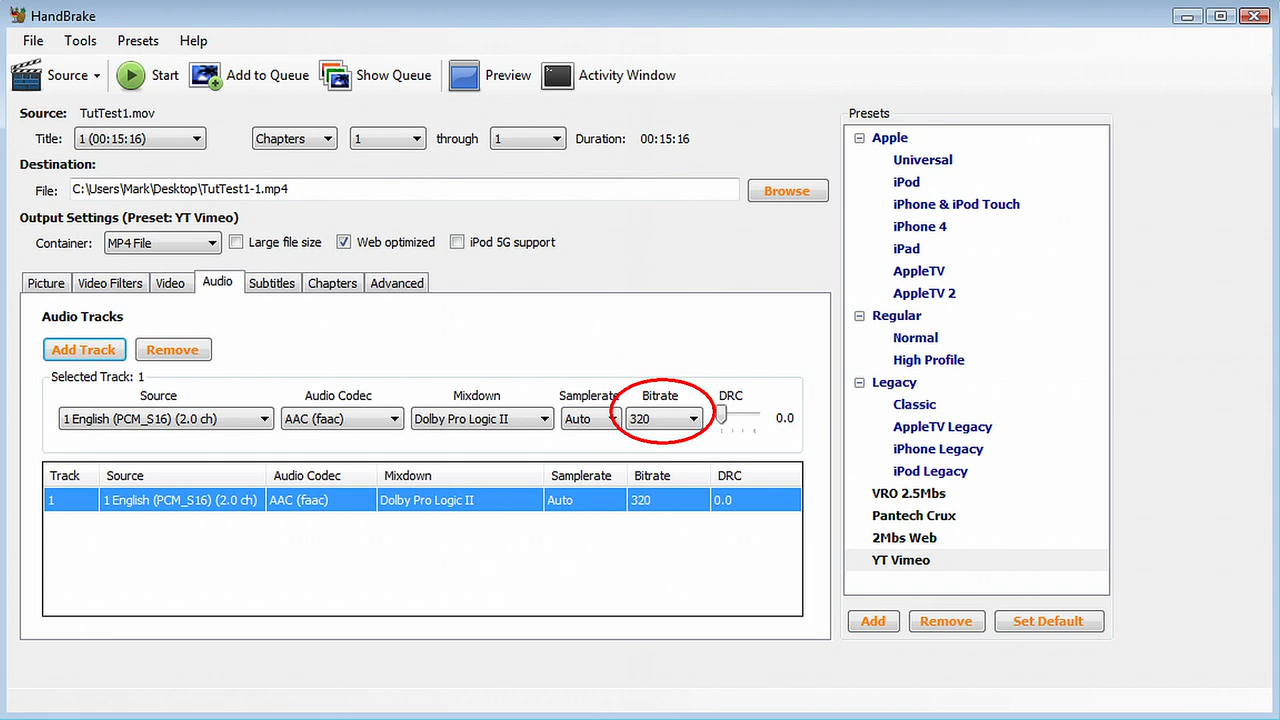 HandBrake
File Tools Presets Help
Source Start Add to Queue Show Queue Preview Activity Window
Source: TutTest1.mov
Title: 1 (00:15:16) Chapters 1 through 1 Duration: 00:15:16
Destination:
File: C:\Users\Mark\Desktop\TutTest1-1.mp4 Browse
Output Settings (Preset: YT Vimeo)
Container: MP4 File Large file size Web optimized iPod 5G support
Picture Video Filters Video Audio Subtitles Chapters Advanced
Audio Tracks
Add Track Remove
Selected Track: 1
Source Audio Codec Mixdown Samplerate Bitrate DRC
1 English (PCM_S16) (2.0 ch) AAC (faac) Dolby Pro Logic II Auto 320 0.0
Track Source Audio Codec Mixdown Samplerate Bitrate DRC
1 1 English (PCM_S16) (2.0 ch) AAC (faac) Dolby Pro Logic II Auto 320 0.0
Presets
Apple
Universal
iPod
iPhone & iPod Touch
iPhone 4
iPad
AppleTV
AppleTV 2
Regular
Normal
High Profile
Legacy
Classic
AppleTV Legacy
iPhone Legacy
iPod Legacy
VRO 2.5Mbs
Pantech Crux
2Mbs Web
YT Vimeo
Add Remove Set Default